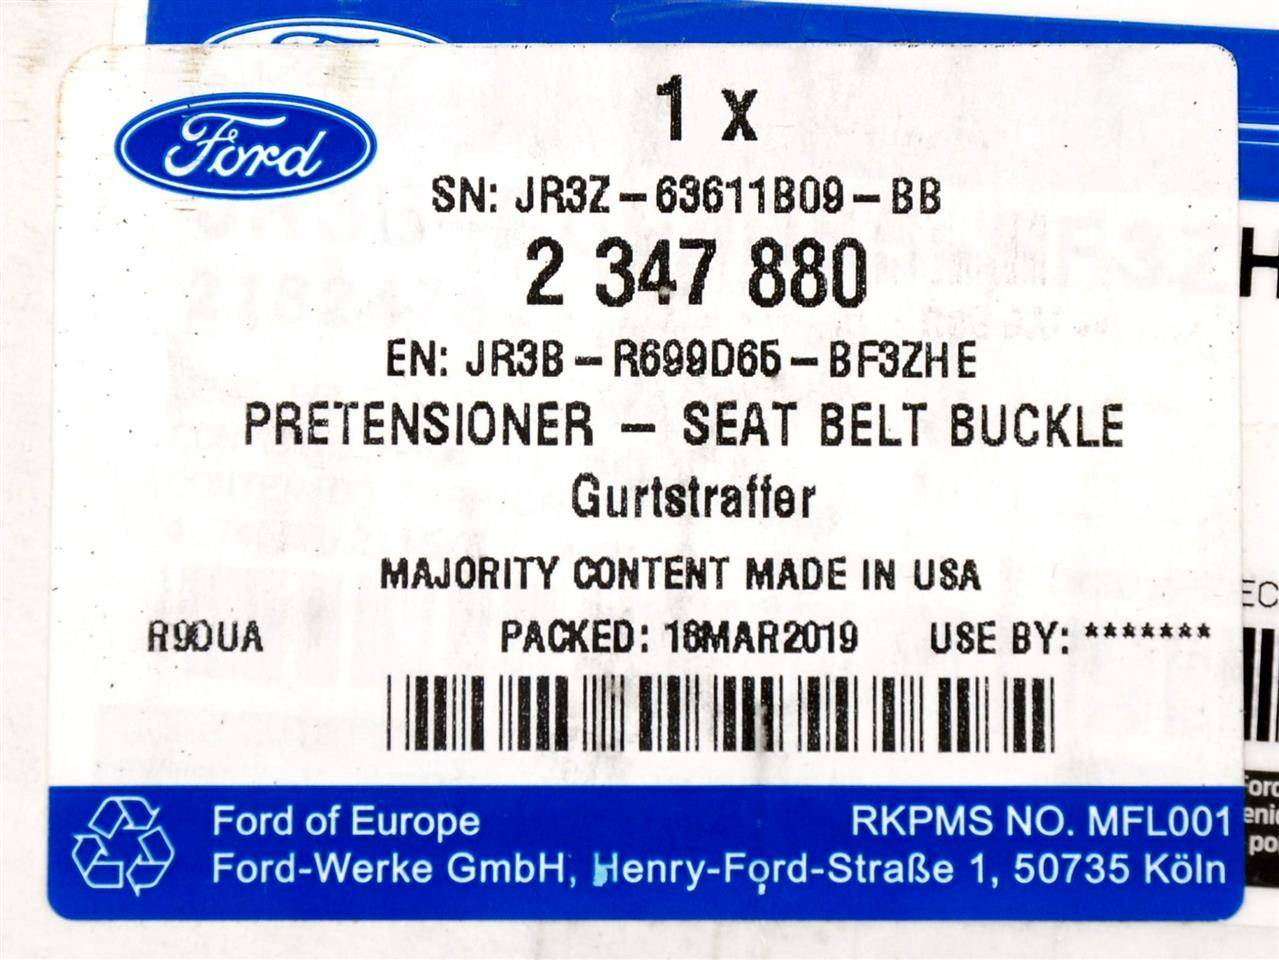 Ford
1 x
SN: JR3Z-63611B09-BB
2 347 880
EN: JR3B-R699D65-BF3ZHE
PRETENSIONER - SEAT BELT BUCKLE
Gurtstraffer
MAJORITY CONTENT MADE IN USA
R90UA PACKED: 18MAR2019 USE BY: *******
Ford of Europe RKPMS NO. MFL001
Ford-Werke GmbH, Henry-Ford-Straße 1, 50735 Köln